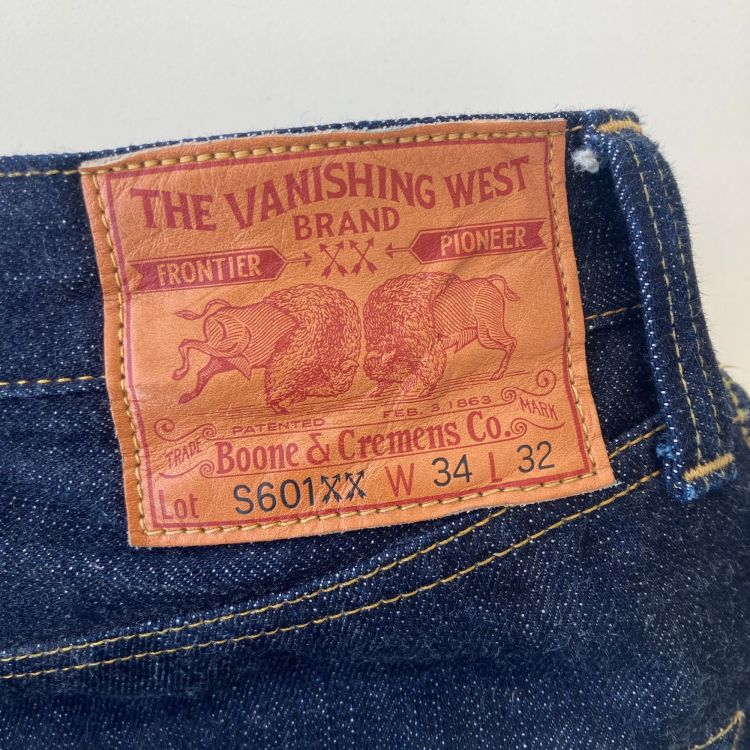 THE VANISHING WEST
BRAND
FRONTIER PIONEER
PATENTED FEB. 3 1863
TRADE MARK
Boone & Cremens Co.
Lot S601XX W 34 L 32